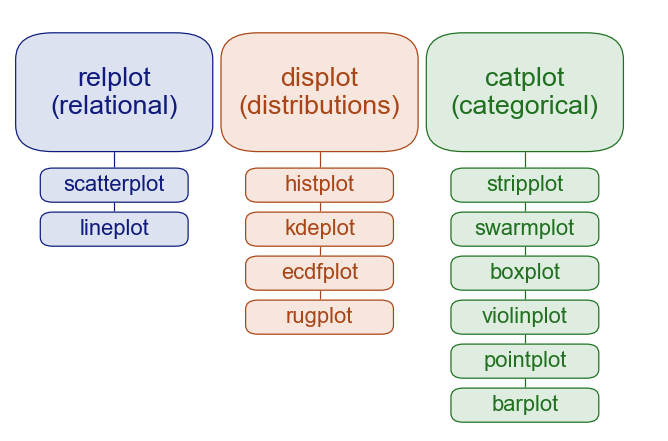 relplot
(relational)
scatterplot
lineplot
displot
(distributions)
histplot
kdeplot
ecdfplot
rugplot
catplot
(categorical)
stripplot
swarmplot
boxplot
violinplot
pointplot
barplot